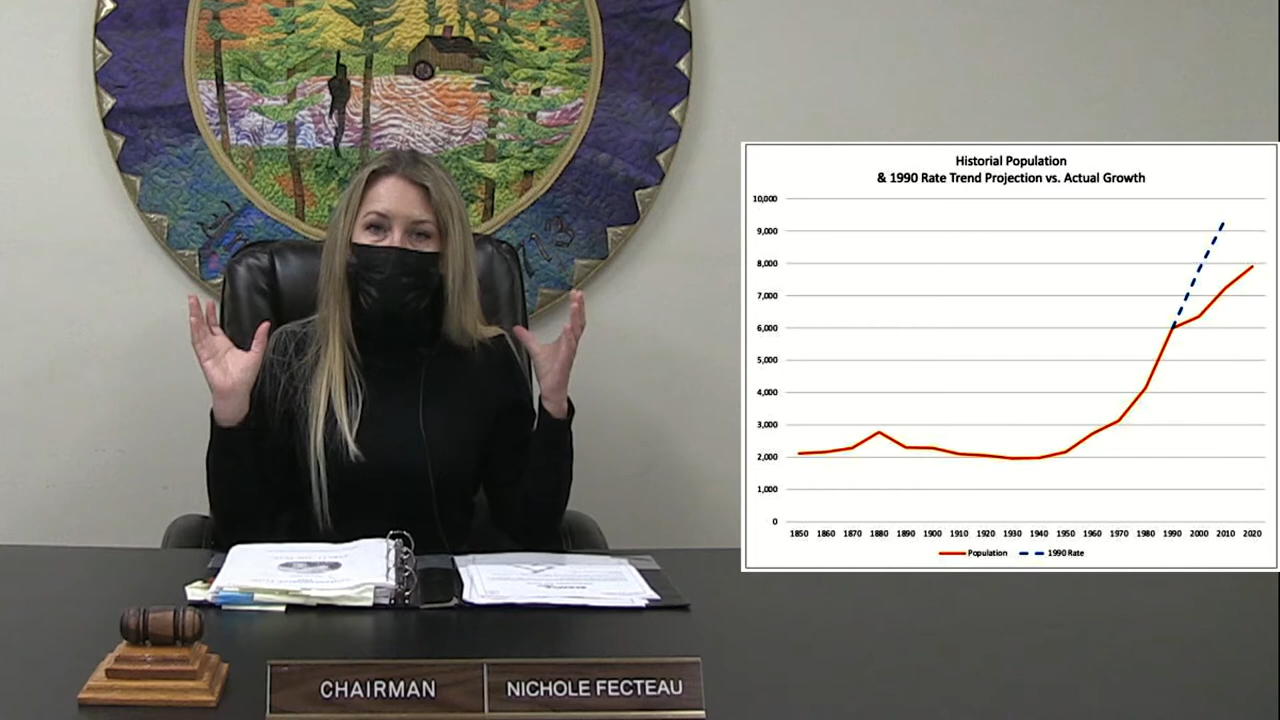 Historial Population
& 1990 Rate Trend Projection vs. Actual Growth
10,000
9,000
8,000
7,000
6,000
5,000
4,000
3,000
2,000
1,000
0
1850 1860 1870 1880 1890 1900 1910 1920 1930 1940 1950 1960 1970 1980 1990 2000 2010 2020
Population 1990 Rate
CHAIRMAN NICHOLE FECTEAU